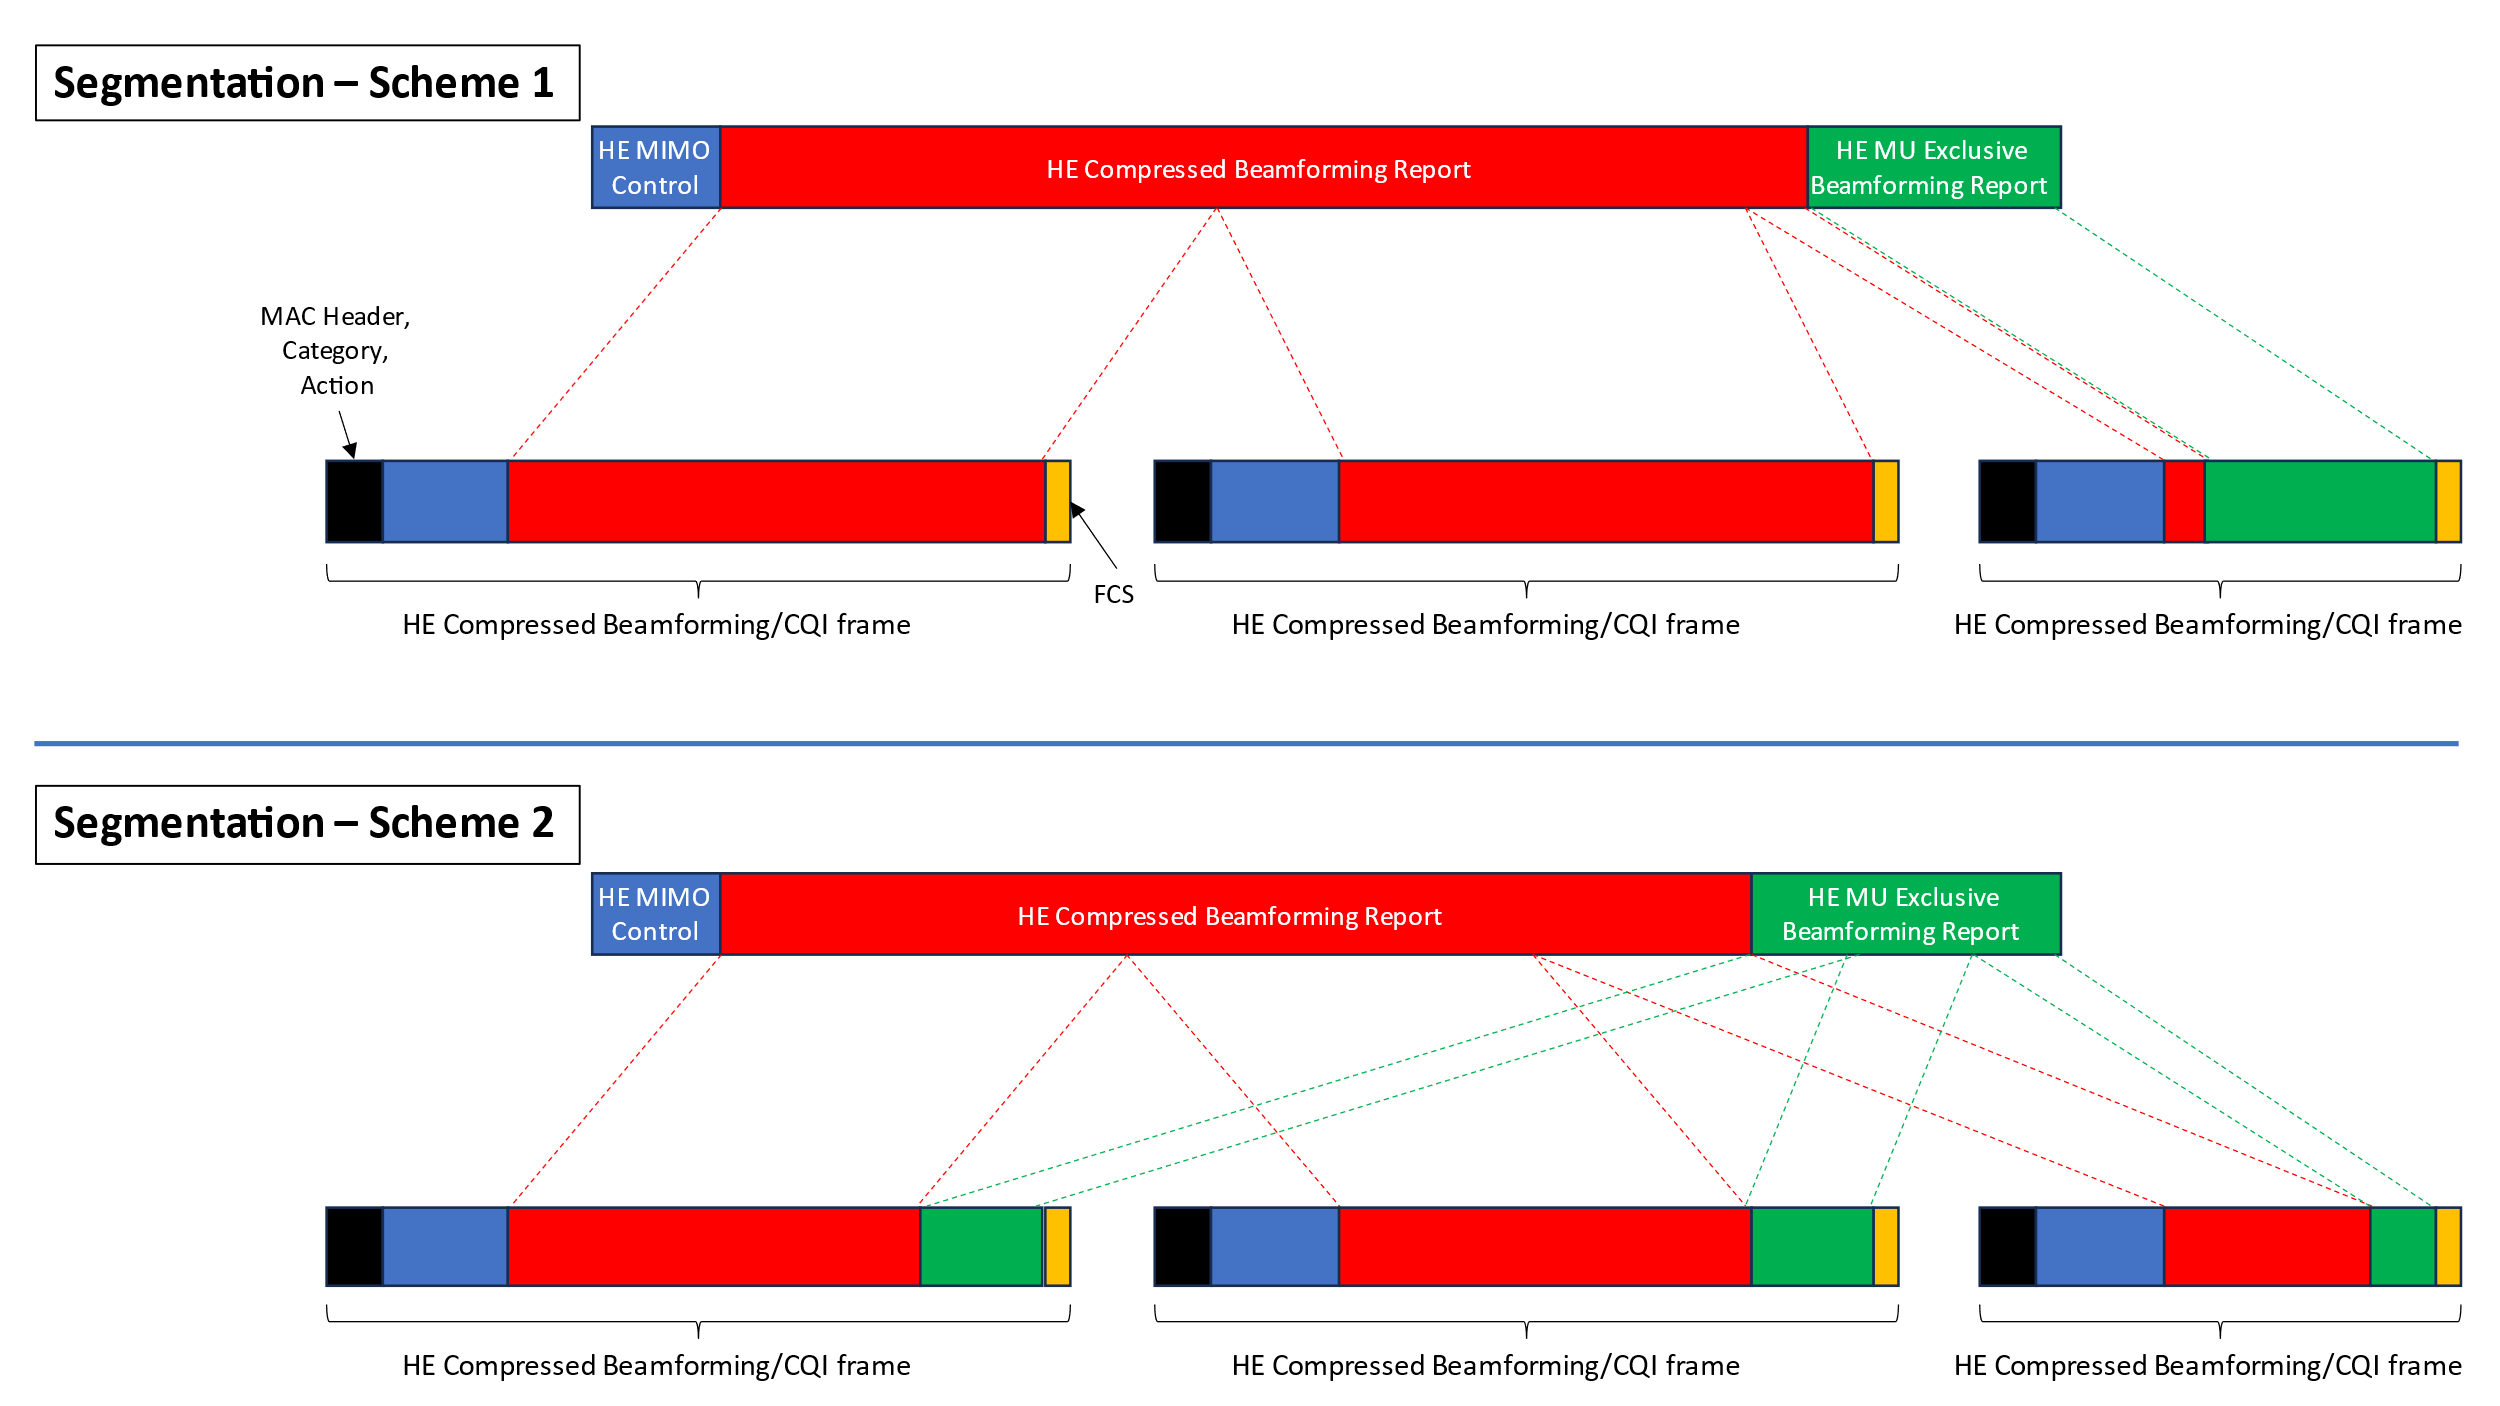 Segmentation – Scheme 1
HE MIMO
Control
HE Compressed Beamforming Report
HE MU Exclusive
Beamforming Report
MAC Header,
Category,
Action
FCS
HE Compressed Beamforming/CQI frame
HE Compressed Beamforming/CQI frame
HE Compressed Beamforming/CQI frame
Segmentation – Scheme 2
HE MIMO
Control
HE Compressed Beamforming Report
HE MU Exclusive
Beamforming Report
HE Compressed Beamforming/CQI frame
HE Compressed Beamforming/CQI frame
HE Compressed Beamforming/CQI frame